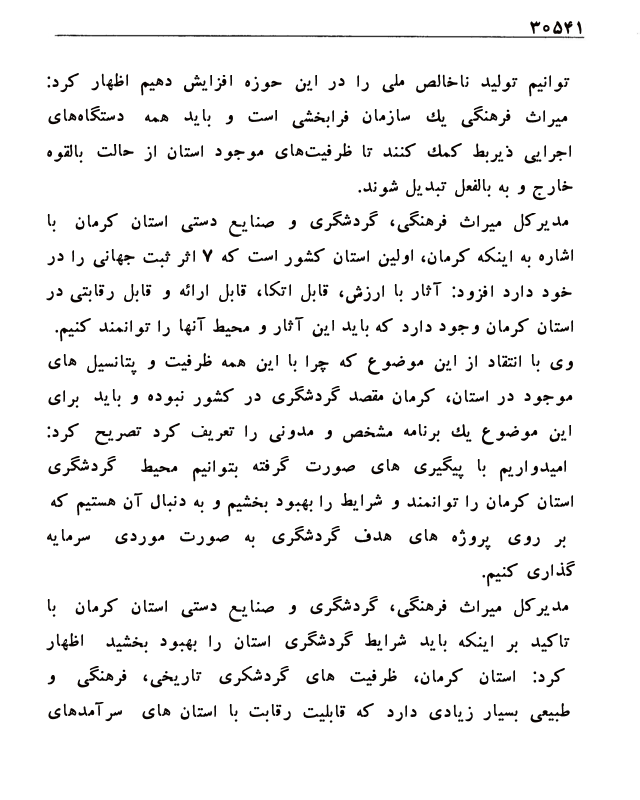 ۳۰۵۴۱
توانیم تولید ناخالص ملی را در این حوزه افزایش دهیم اظهار کرد:
میراث فرهنگی یك سازمان فرابخشی است و باید همه دستگاه‌های
اجرایی ذیربط كمك كنند تا ظرفیت‌های موجود استان از حالت بالقوه
خارج و به بالفعل تبدیل شوند.
مدیرکل میراث فرهنگی، گردشگری و صنایع دستی استان کرمان با
اشاره به اینکه کرمان، اولین استان کشور است که ۷ اثر ثبت جهانی را در
خود دارد افزود: آثار با ارزش، قابل اتکا، قابل ارائه و قابل رقابتی در
استان کرمان وجود دارد که باید این آثار و محیط آنها را توانمند کنیم.
وی با انتقاد از این موضوع که چرا با این همه ظرفیت و پتانسیل های
موجود در استان، کرمان مقصد گردشگری در کشور نبوده و باید برای
این موضوع یك برنامه مشخص و مدونی را تعریف کرد تصریح کرد:
امیدواریم با پیگیری های صورت گرفته بتوانیم محیط گردشگری
استان کرمان را توانمند و شرایط را بهبود بخشیم و به دنبال آن هستیم که
بر روی پروژه های هدف گردشگری به صورت موردی سرمایه
گذاری کنیم.
مدیرکل میراث فرهنگی، گردشگری و صنایع دستی استان کرمان با
تاکید بر اینکه باید شرایط گردشگری استان را بهبود بخشید اظهار
کرد: استان کرمان، ظرفیت های گردشکری تاریخی، فرهنگی و
طبیعی بسیار زیادی دارد که قابلیت رقابت با استان های سرآمدهای